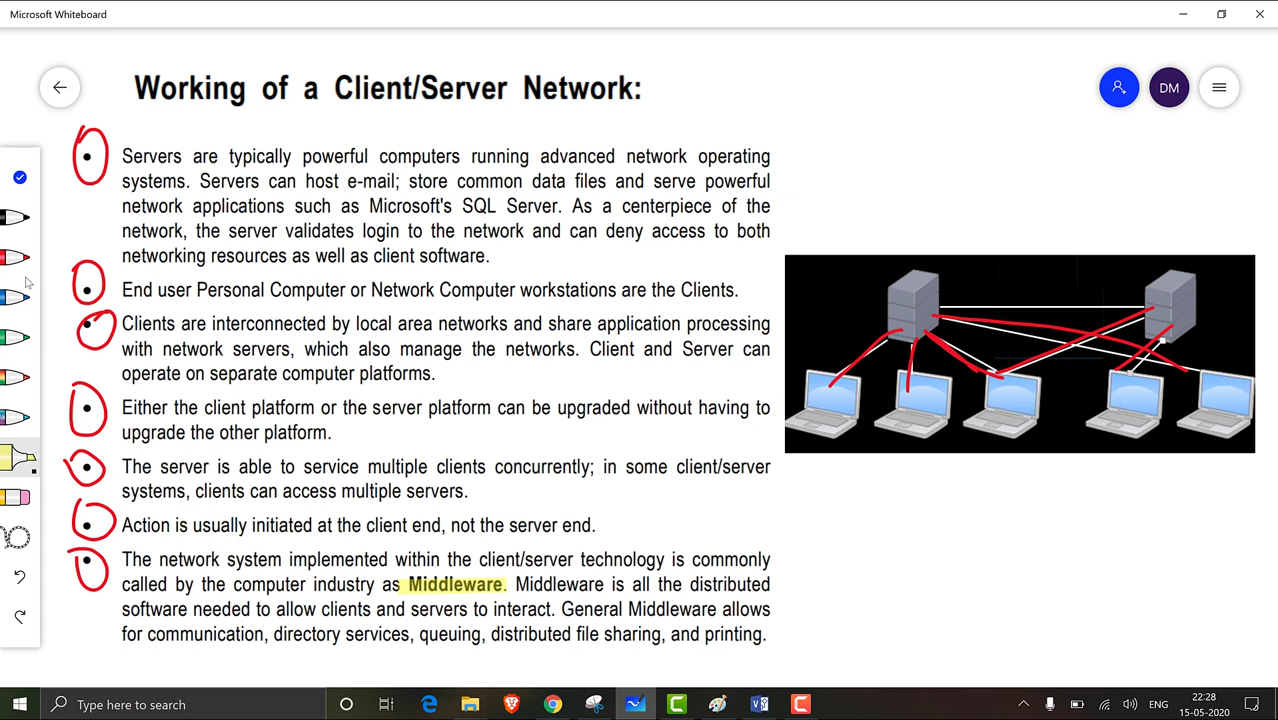 Microsoft Whiteboard
Working of a Client/Server Network:
DM
• Servers are typically powerful computers running advanced network operating
systems. Servers can host e-mail; store common data files and serve powerful
network applications such as Microsoft's SQL Server. As a centerpiece of the
network, the server validates login to the network and can deny access to both
networking resources as well as client software.
• End user Personal Computer or Network Computer workstations are the Clients.
• Clients are interconnected by local area networks and share application processing
with network servers, which also manage the networks. Client and Server can
operate on separate computer platforms.
• Either the client platform or the server platform can be upgraded without having to
upgrade the other platform.
• The server is able to service multiple clients concurrently; in some client/server
systems, clients can access multiple servers.
• Action is usually initiated at the client end, not the server end.
• The network system implemented within the client/server technology is commonly
called by the computer industry as Middleware. Middleware is all the distributed
software needed to allow clients and servers to interact. General Middleware allows
for communication, directory services, queuing, distributed file sharing, and printing.
Type here to search
ENG
22:28
15-05-2020